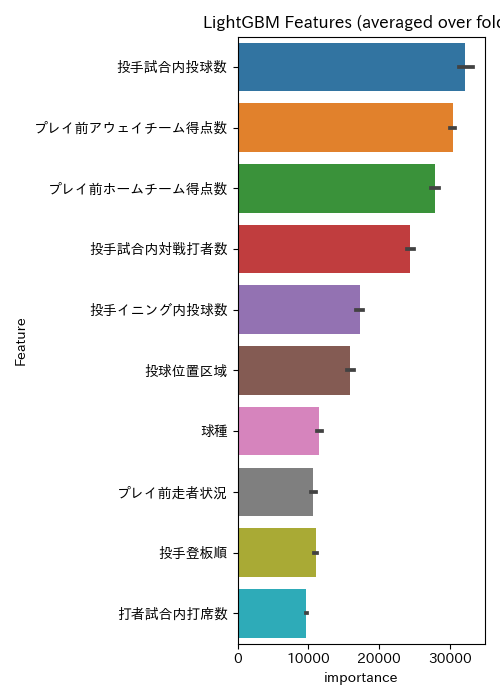 LightGBM Features (averaged over fold
投手試合内投球数
プレイ前アウェイチーム得点数
プレイ前ホームチーム得点数
投手試合内対戦打者数
投手イニング内投球数
投球位置区域
球種
プレイ前走者状況
投手登板順
打者試合内打席数
Feature
0 10000 20000 30000
importance